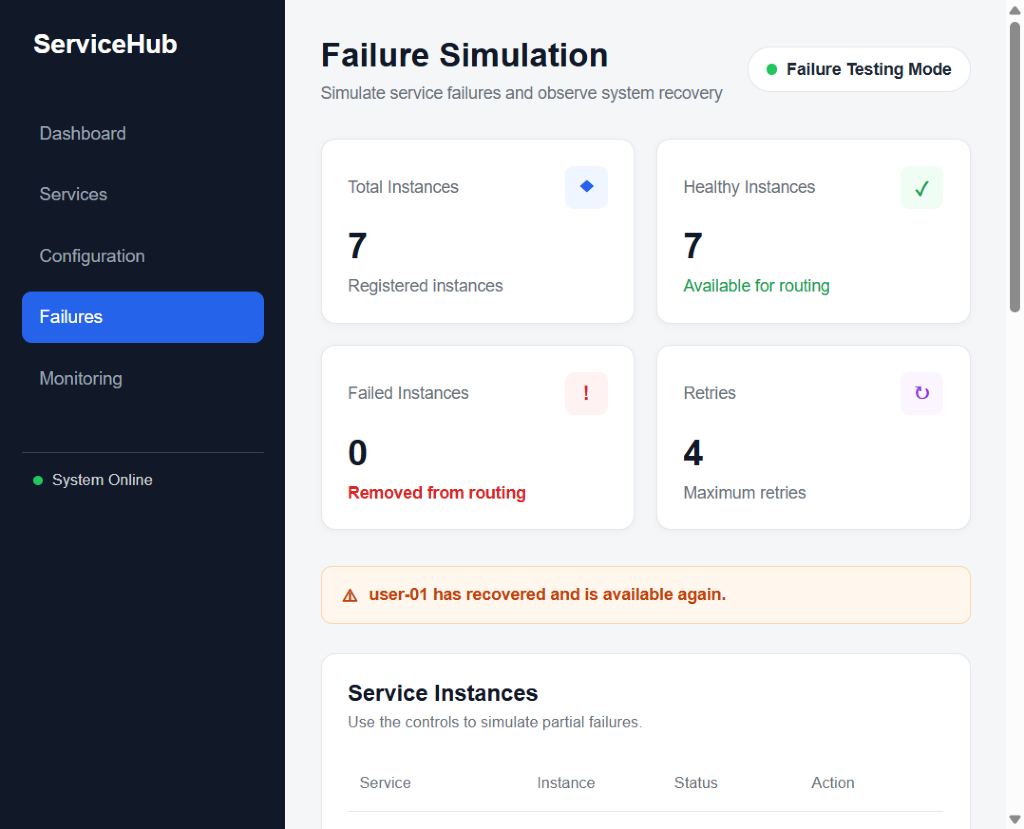 ServiceHub
Dashboard
Services
Configuration
Failures
Monitoring
System Online
Failure Simulation
Simulate service failures and observe system recovery
Failure Testing Mode
Total Instances
7
Registered instances
Healthy Instances
✓
7
Available for routing
Failed Instances
!
0
Removed from routing
Retries
↻
4
Maximum retries
⚠ user-01 has recovered and is available again.
Service Instances
Use the controls to simulate partial failures.
Service Instance Status Action